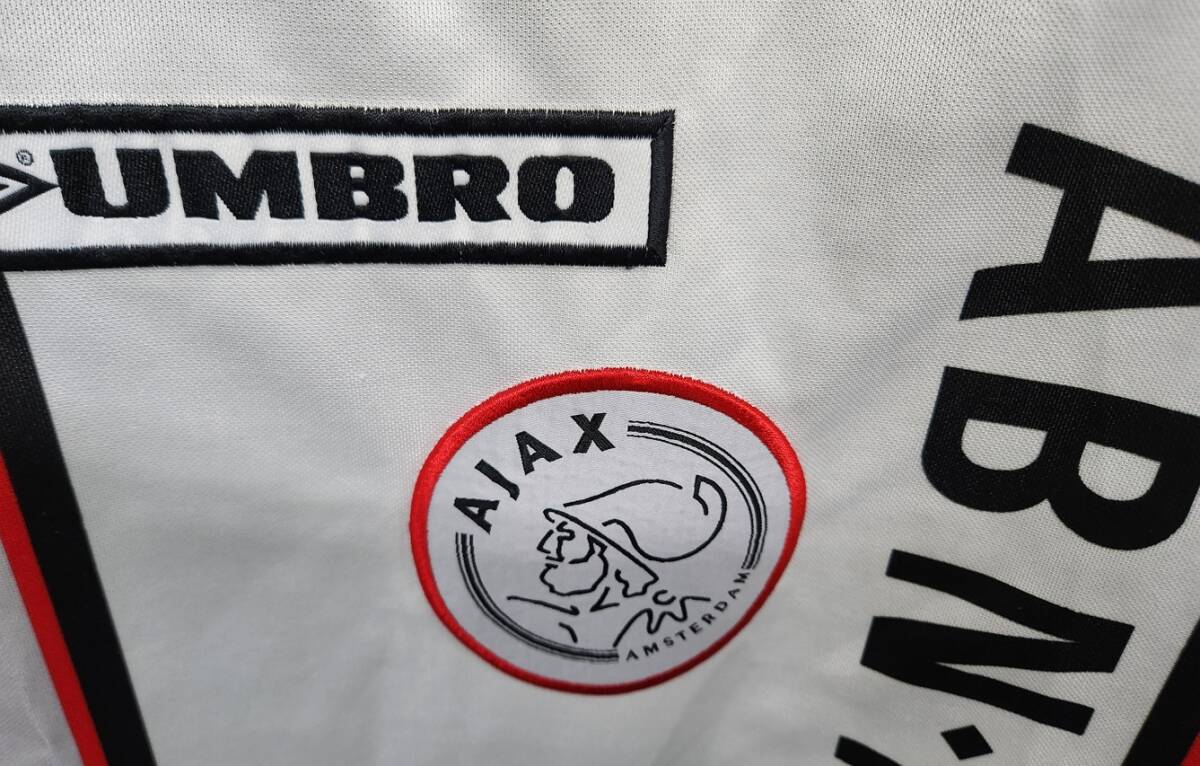 ® UMBRO
AJAX
AMSTERDAM
ABN·